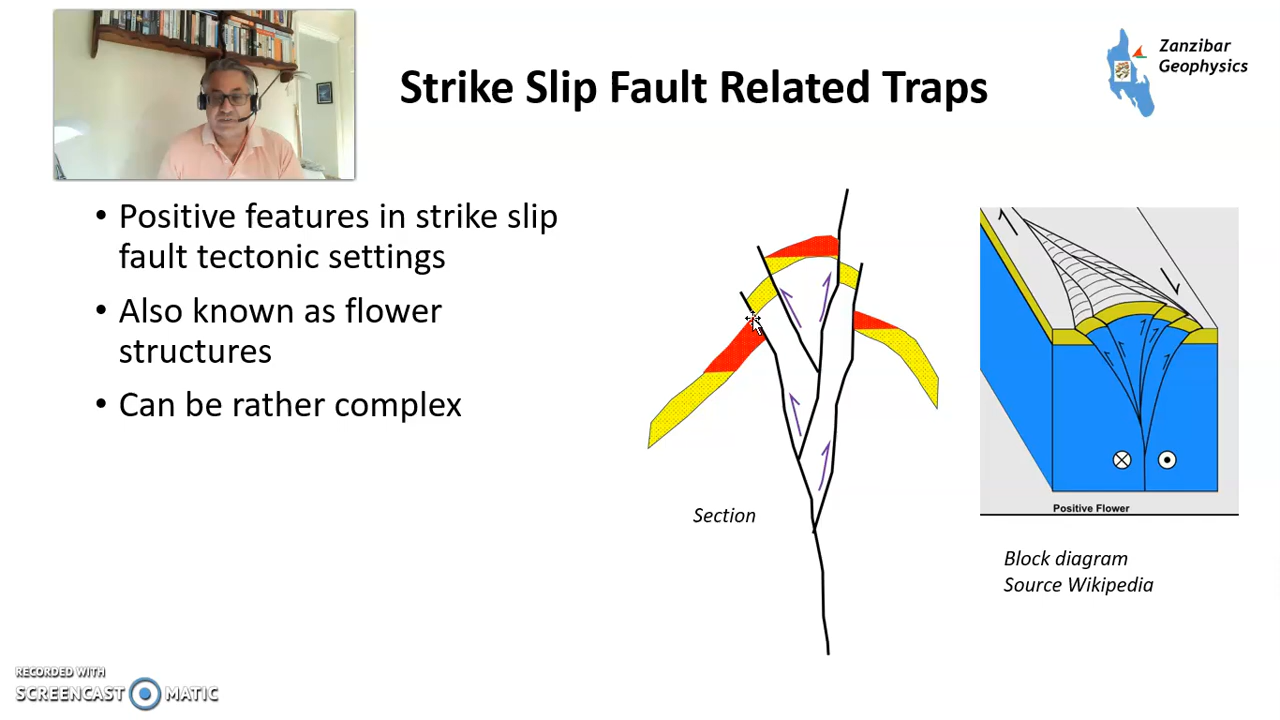 Zanzibar
Geophysics
Strike Slip Fault Related Traps
• Positive features in strike slip
fault tectonic settings
• Also known as flower
structures
• Can be rather complex
Section
Positive Flower
Block diagram
Source Wikipedia
RECORDED WITH
SCREENCAST MATIC